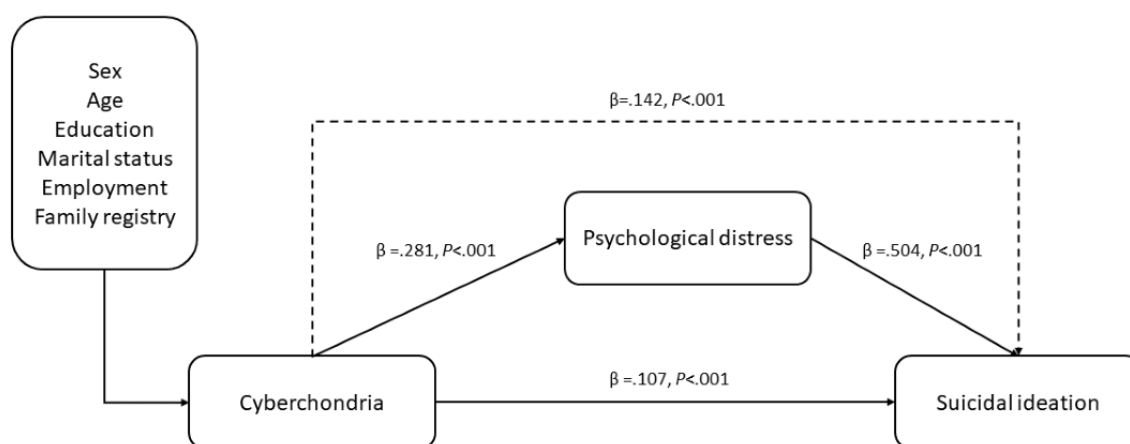 Sex
Age
Education
Marital status
Employment
Family registry
β=.142, P<.001
Psychological distress
β =.281, P<.001
β =.504, P<.001
β =.107, P<.001
Cyberchondria
Suicidal ideation